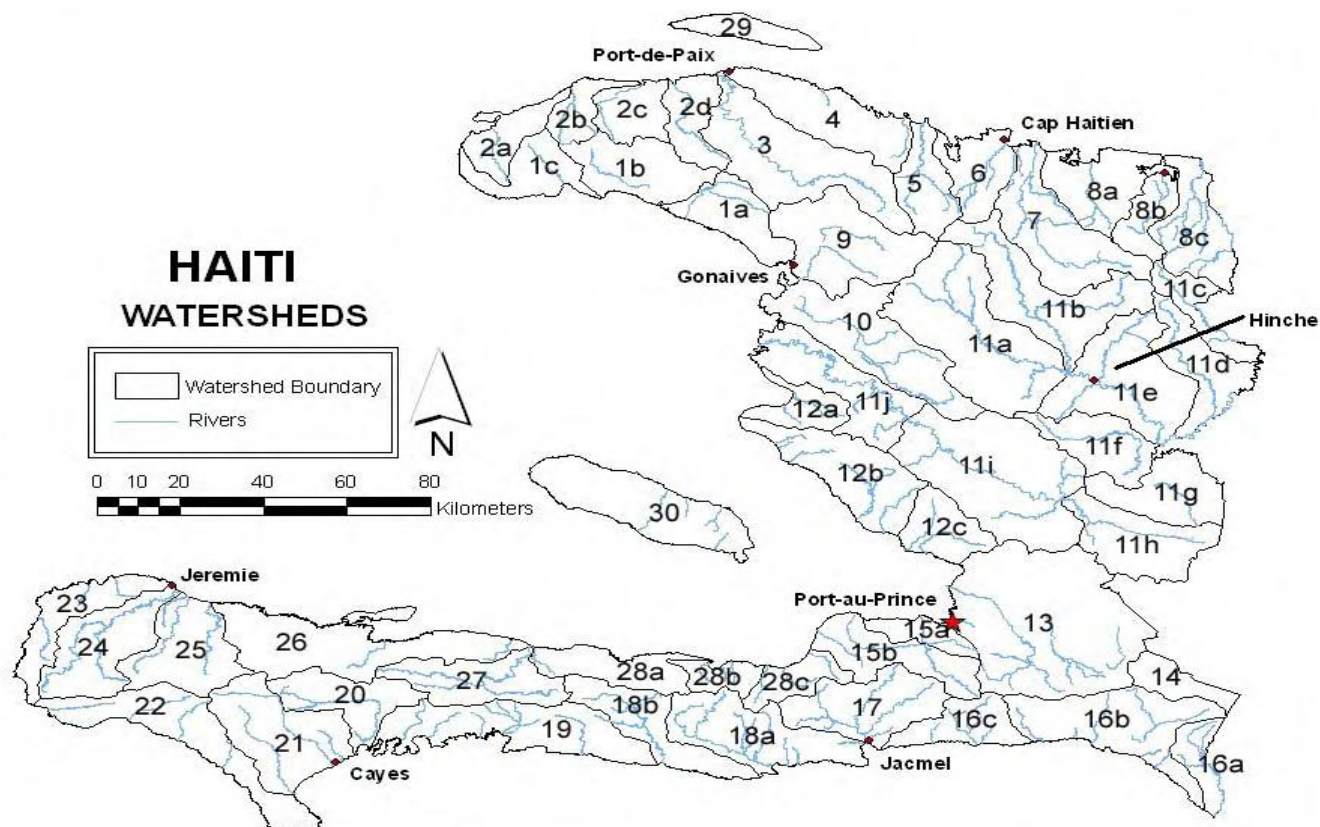 29
Port-de-Paix
2c
2d
2b
4
Cap Haitien
3
2a
1c
1b
5
6
8a
8b
1a
7
9
8c
HAITI
Gonaives
11c
WATERSHEDS
10
11b
Hinche
11a
11d
Watershed Boundary
11e
Rivers
12a
11j
N
11f
0 10 20 40 60 80
Kilometers
12b
11i
11g
30
12c
11h
Jeremie
23
Port-au-Prince
15a
13
24
25
26
15b
28a
28b
28c
14
27
20
22
18b
17
16c
16b
21
19
18a
16a
Cayes
Jacmel